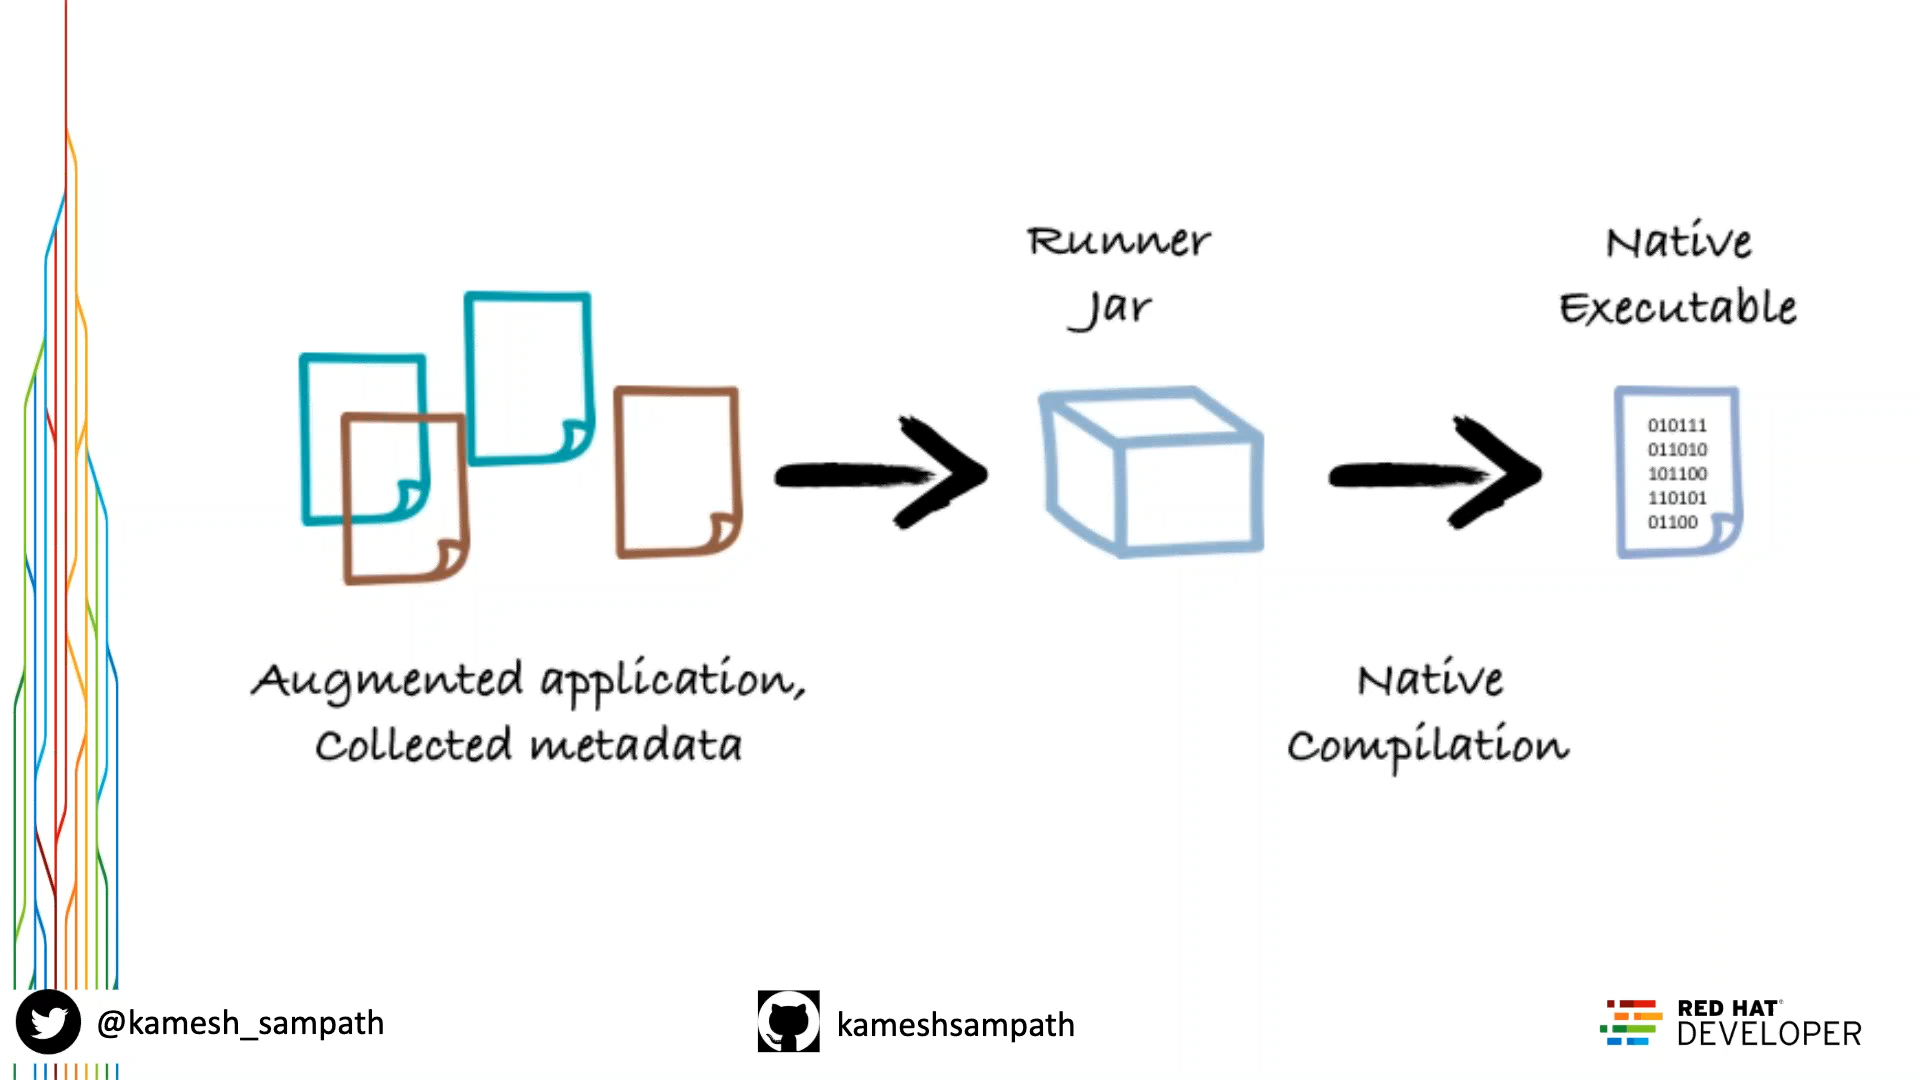 Runner
Jar
Native
Executable
010111
011010
101100
110101
01100
Augmented application,
Collected metadata
Native
Compilation
@kamesh_sampath
kameshsampath
RED HAT®
DEVELOPER